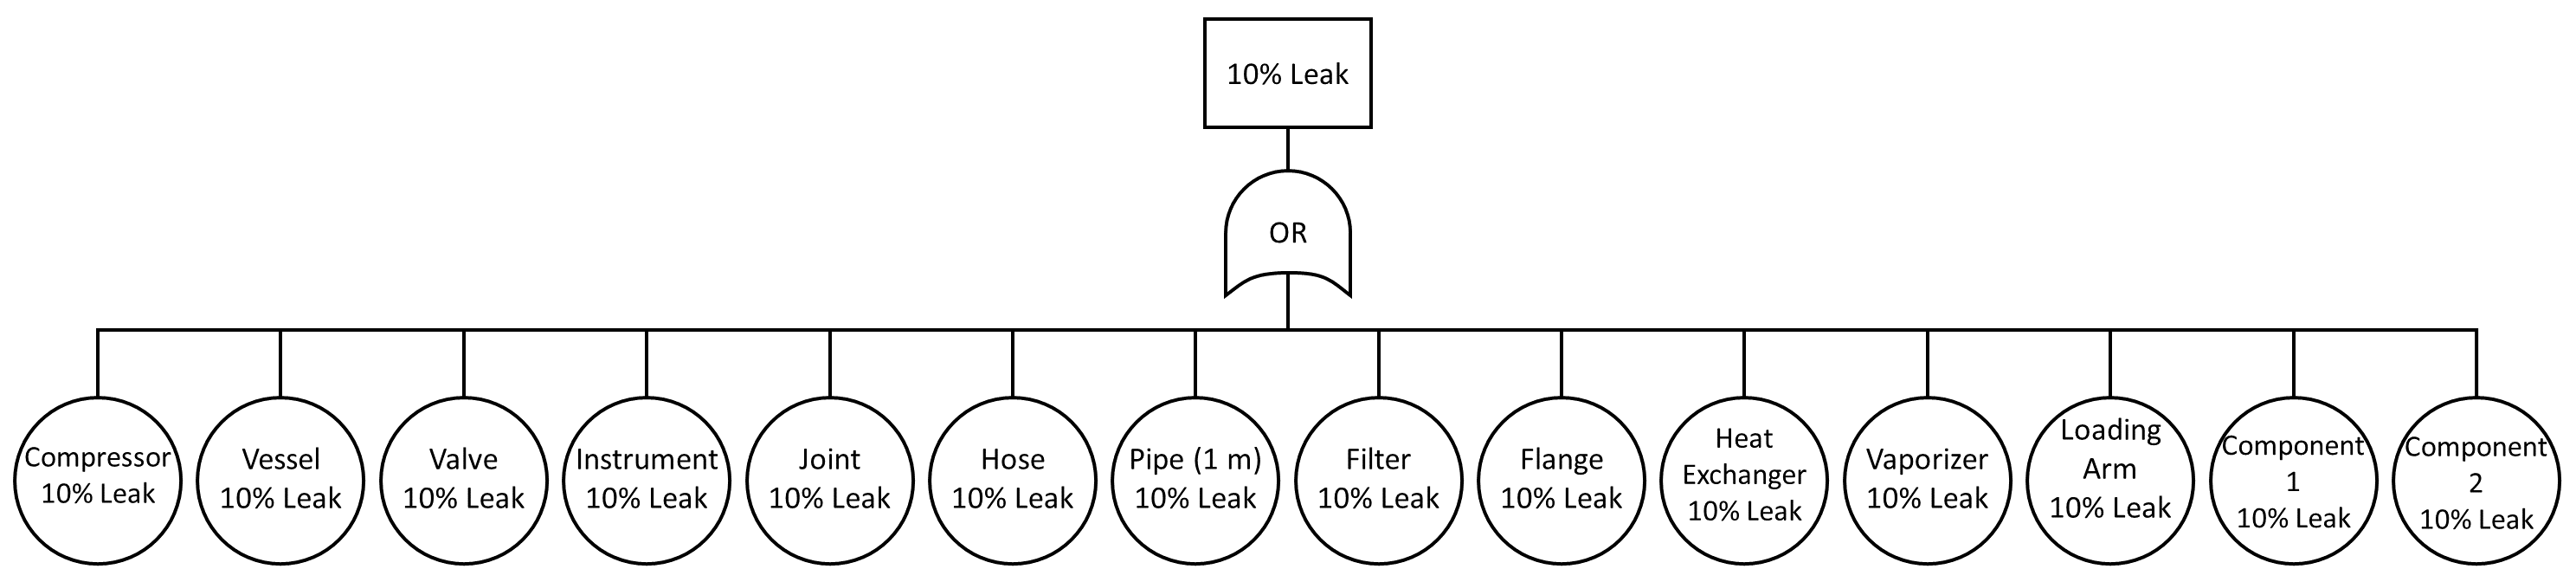 10% Leak
OR
Compressor
10% Leak
Vessel
10% Leak
Valve
10% Leak
Instrument
10% Leak
Joint
10% Leak
Hose
10% Leak
Pipe (1 m)
10% Leak
Filter
10% Leak
Flange
10% Leak
Heat
Exchanger
10% Leak
Vaporizer
10% Leak
Loading
Arm
10% Leak
Component
1
10% Leak
Component
2
10% Leak